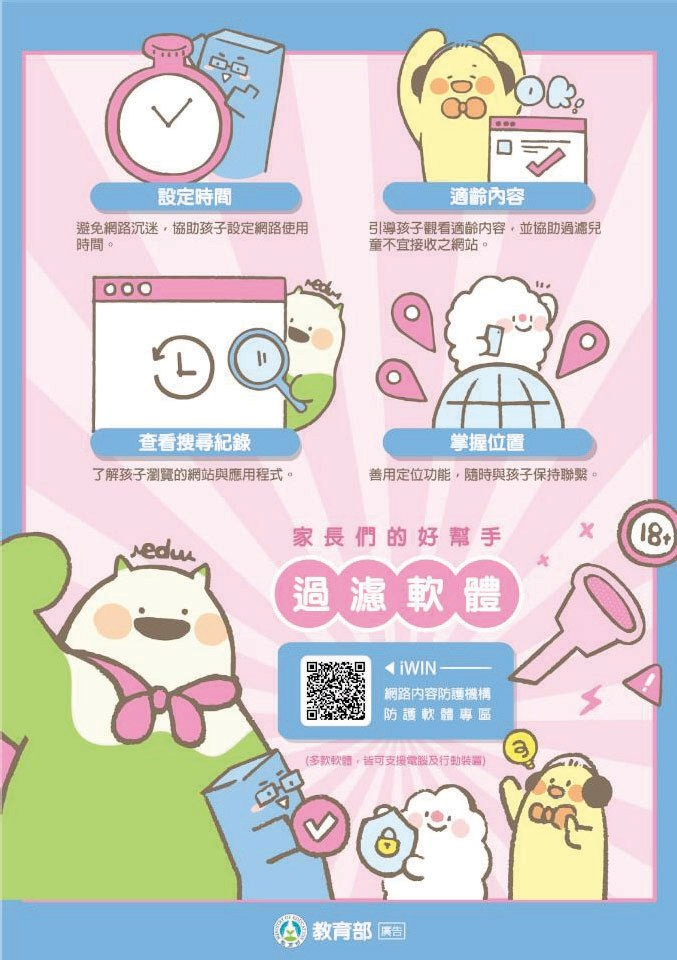 OK!
設定時間
適齡內容
避免網路沉迷，協助孩子設定網路使用
時間。
引導孩子觀看適齡內容，並協助過濾兒
童不宜接收之網站。
edu
查看搜尋紀錄
掌握位置
了解孩子瀏覽的網站與應用程式。
善用定位功能，隨時與孩子保持聯繫。
18+
家長們的好幫手
edu
過濾軟體
iWIN
網路內容防護機構
防護軟體專區
(多款軟體，皆可支援電腦及行動裝置)
教育部 廣告